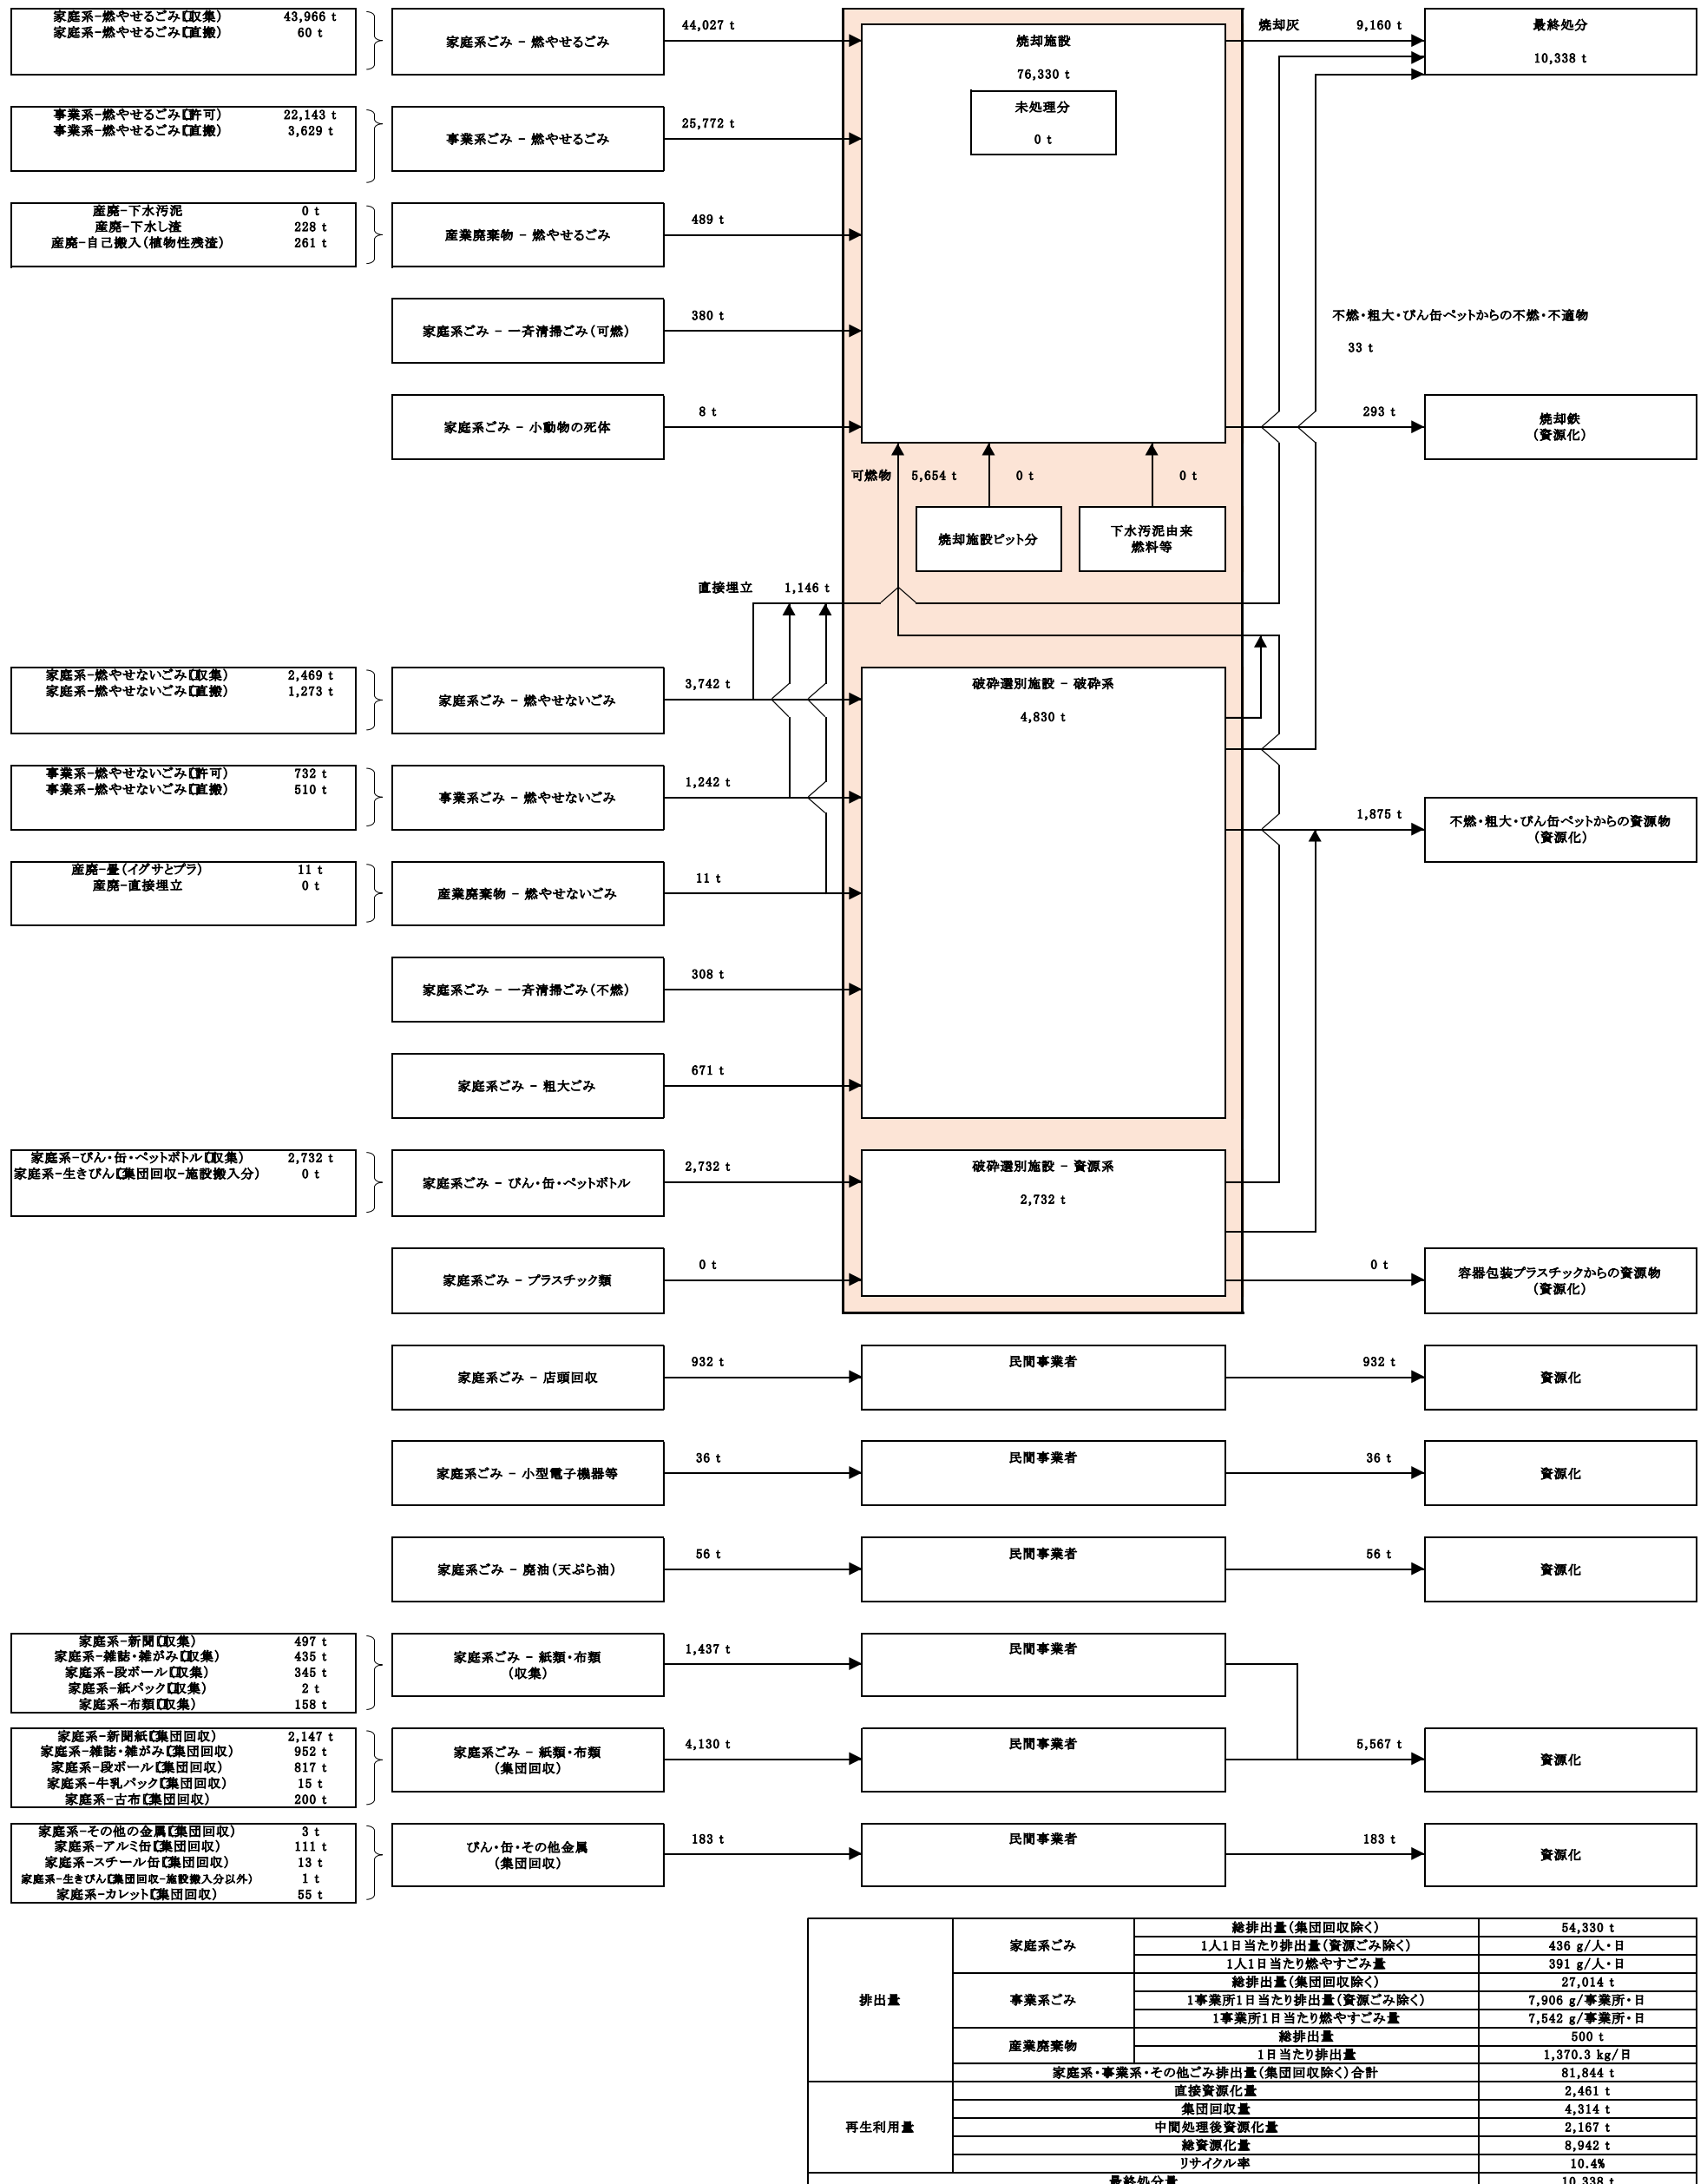 家庭系-燃やせるごみ【収集】 43,966 t
家庭系-燃やせるごみ【直搬】 60 t
家庭系ごみ － 燃やせるごみ
44,027 t
焼却施設
76,330 t
未処理分
0 t
焼却灰 9,160 t
最終処分
10,338 t
事業系-燃やせるごみ【許可】 22,143 t
事業系-燃やせるごみ【直搬】 3,629 t
事業系ごみ － 燃やせるごみ
25,772 t
産廃-下水汚泥 0 t
産廃-下水し渣 228 t
産廃-自己搬入（植物性残渣） 261 t
産業廃棄物 － 燃やせるごみ
489 t
家庭系ごみ － 一斉清掃ごみ（可燃）
380 t
不燃・粗大・びん缶ペットからの不燃・不適物
33 t
家庭系ごみ － 小動物の死体
8 t
293 t
焼却鉄
（資源化）
可燃物 5,654 t
0 t
0 t
焼却施設ピット分
下水汚泥由来
燃料等
直接埋立 1,146 t
家庭系-燃やせないごみ【収集】 2,469 t
家庭系-燃やせないごみ【直搬】 1,273 t
家庭系ごみ － 燃やせないごみ
3,742 t
破砕選別施設 － 破砕系
4,830 t
事業系-燃やせないごみ【許可】 732 t
事業系-燃やせないごみ【直搬】 510 t
事業系ごみ － 燃やせないごみ
1,242 t
1,875 t
不燃・粗大・びん缶ペットからの資源物
（資源化）
産廃-畳（イグサとプラ） 11 t
産廃-直接埋立 0 t
産業廃棄物 － 燃やせないごみ
11 t
家庭系ごみ － 一斉清掃ごみ（不燃）
308 t
家庭系ごみ － 粗大ごみ
671 t
家庭系-びん・缶・ペットボトル【収集】 2,732 t
家庭系-生きびん【集団回収-施設搬入分】 0 t
家庭系ごみ － びん・缶・ペットボトル
2,732 t
破砕選別施設 － 資源系
2,732 t
家庭系ごみ － プラスチック類
0 t
0 t
容器包装プラスチックからの資源物
（資源化）
家庭系ごみ － 店頭回収
932 t
民間事業者
932 t
資源化
家庭系ごみ － 小型電子機器等
36 t
民間事業者
36 t
資源化
家庭系ごみ － 廃油（天ぷら油）
56 t
民間事業者
56 t
資源化
家庭系-新聞【収集】 497 t
家庭系-雑誌・雑がみ【収集】 435 t
家庭系-段ボール【収集】 345 t
家庭系-紙パック【収集】 2 t
家庭系-布類【収集】 158 t
家庭系ごみ － 紙類・布類
（収集）
1,437 t
民間事業者
家庭系-新聞紙【集団回収】 2,147 t
家庭系-雑誌・雑がみ【集団回収】 952 t
家庭系-段ボール【集団回収】 817 t
家庭系-牛乳パック【集団回収】 15 t
家庭系-古布【集団回収】 200 t
家庭系ごみ － 紙類・布類
（集団回収）
4,130 t
民間事業者
5,567 t
資源化
家庭系-その他の金属【集団回収】 3 t
家庭系-アルミ缶【集団回収】 111 t
家庭系-スチール缶【集団回収】 13 t
家庭系-生きびん【集団回収-施設搬入分以外】 1 t
家庭系-カレット【集団回収】 55 t
びん・缶・その他金属
（集団回収）
183 t
民間事業者
183 t
資源化
排出量
家庭系ごみ
総排出量（集団回収除く） 54,330 t
1人1日当たり排出量（資源ごみ除く） 436 g/人・日
1人1日当たり燃やすごみ量 391 g/人・日
事業系ごみ
総排出量（集団回収除く） 27,014 t
1事業所1日当たり排出量（資源ごみ除く） 7,906 g/事業所・日
1事業所1日当たり燃やすごみ量 7,542 g/事業所・日
産業廃棄物
総排出量 500 t
1日当たり排出量 1,370.3 kg/日
家庭系・事業系・その他ごみ排出量（集団回収除く）合計 81,844 t
再生利用量
直接資源化量 2,461 t
集団回収量 4,314 t
中間処理後資源化量 2,167 t
総資源化量 8,942 t
リサイクル率 10.4%
最終処分量 10,338 t